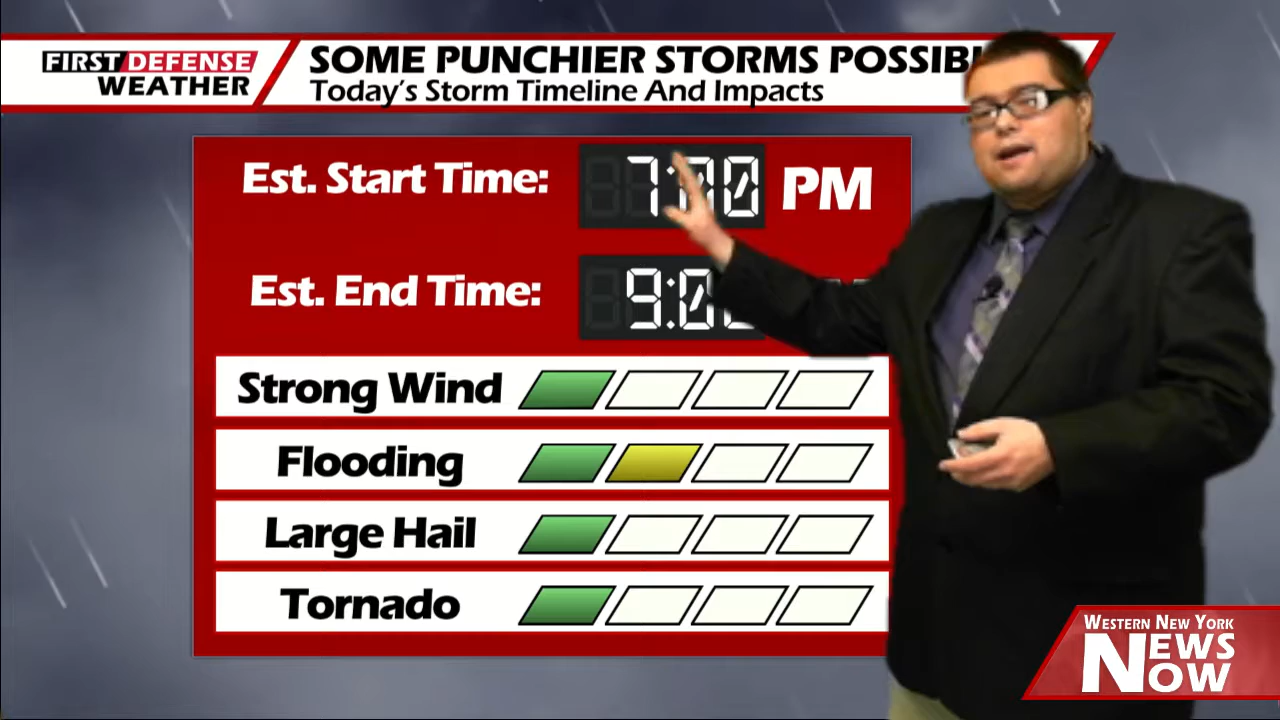 FIRST DEFENSE
WEATHER
SOME PUNCHIER STORMS POSSIB
Today's Storm Timeline And Impacts
Est. Start Time: 7:00 PM
Est. End Time: 9:0
Strong Wind
Flooding
Large Hail
Tornado
WESTERN NEW YORK
NEWS
NOW